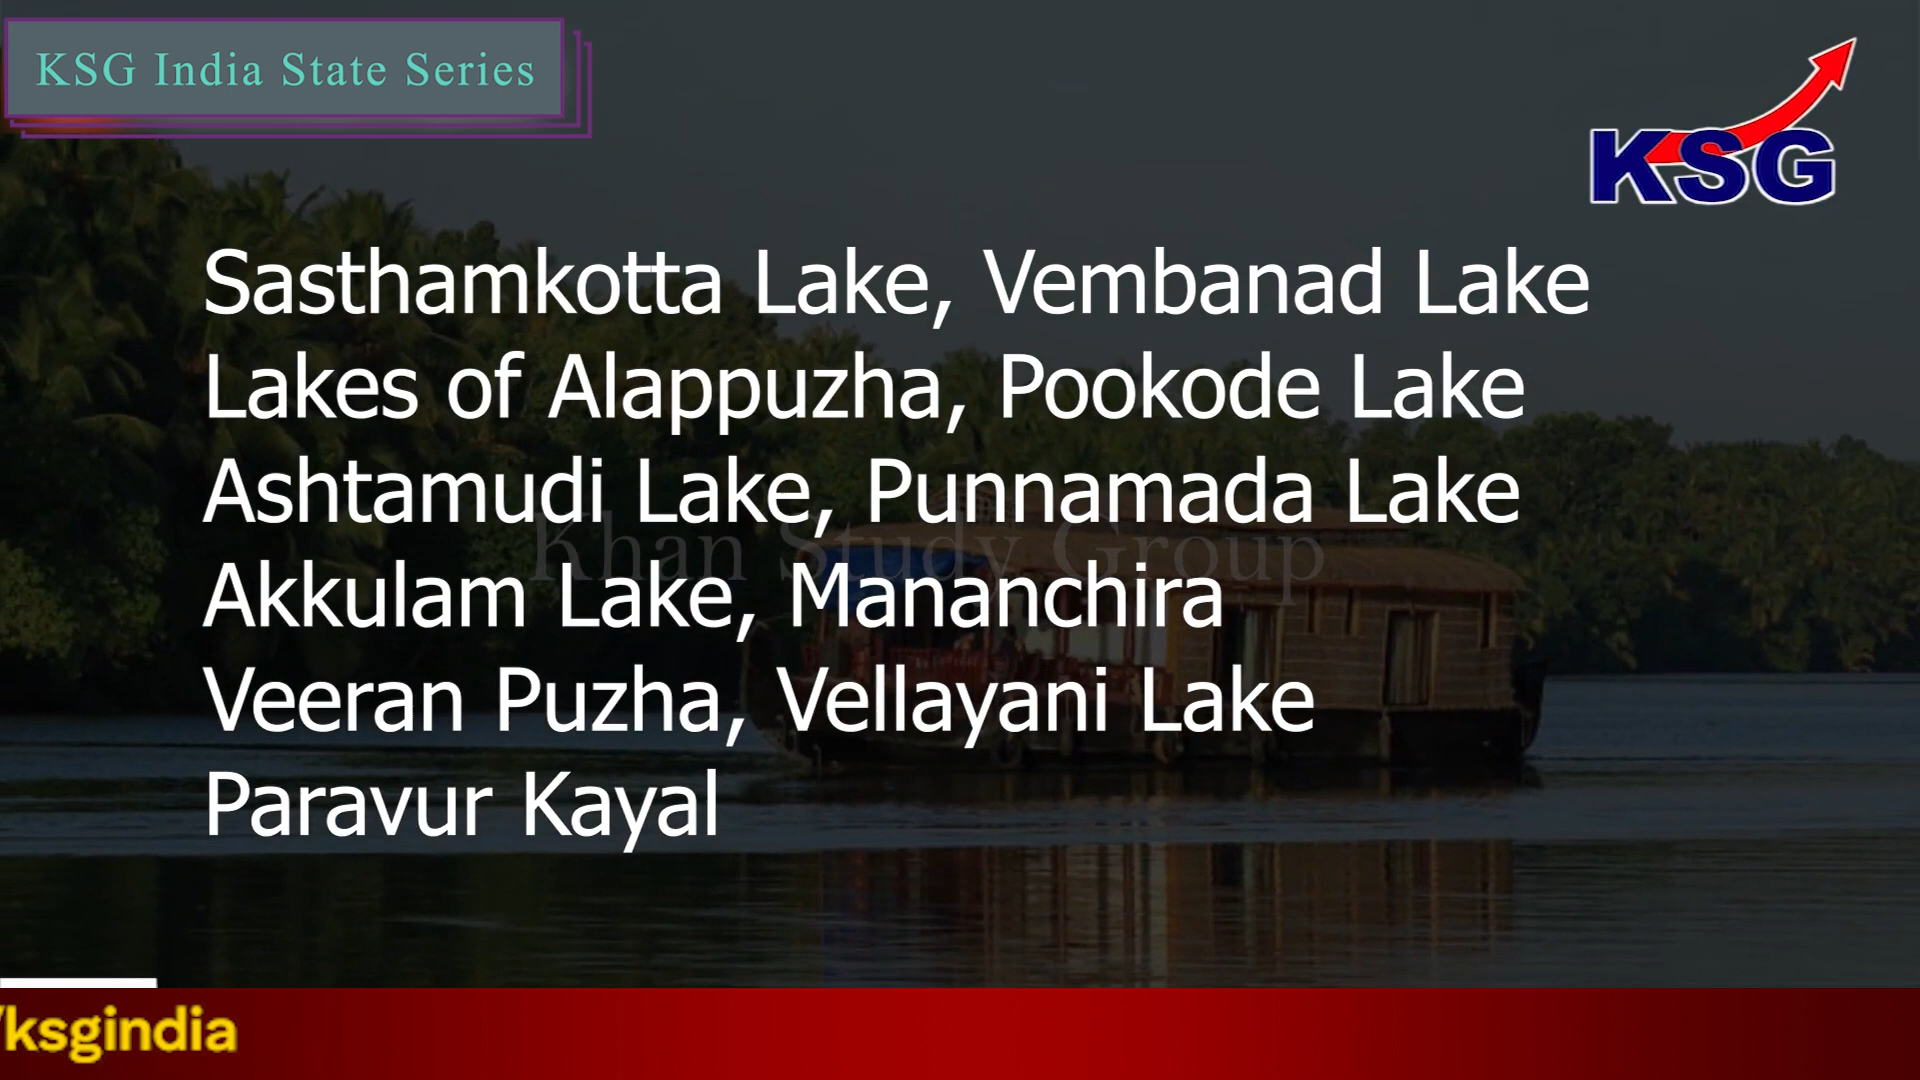 KSG India State Series
KSG
Sasthamkotta Lake, Vembanad Lake
Lakes of Alappuzha, Pookode Lake
Ashtamudi Lake, Punnamada Lake
Khan Study Group
Akkulam Lake, Mananchira
Veeran Puzha, Vellayani Lake
Paravur Kayal
/ksgindia